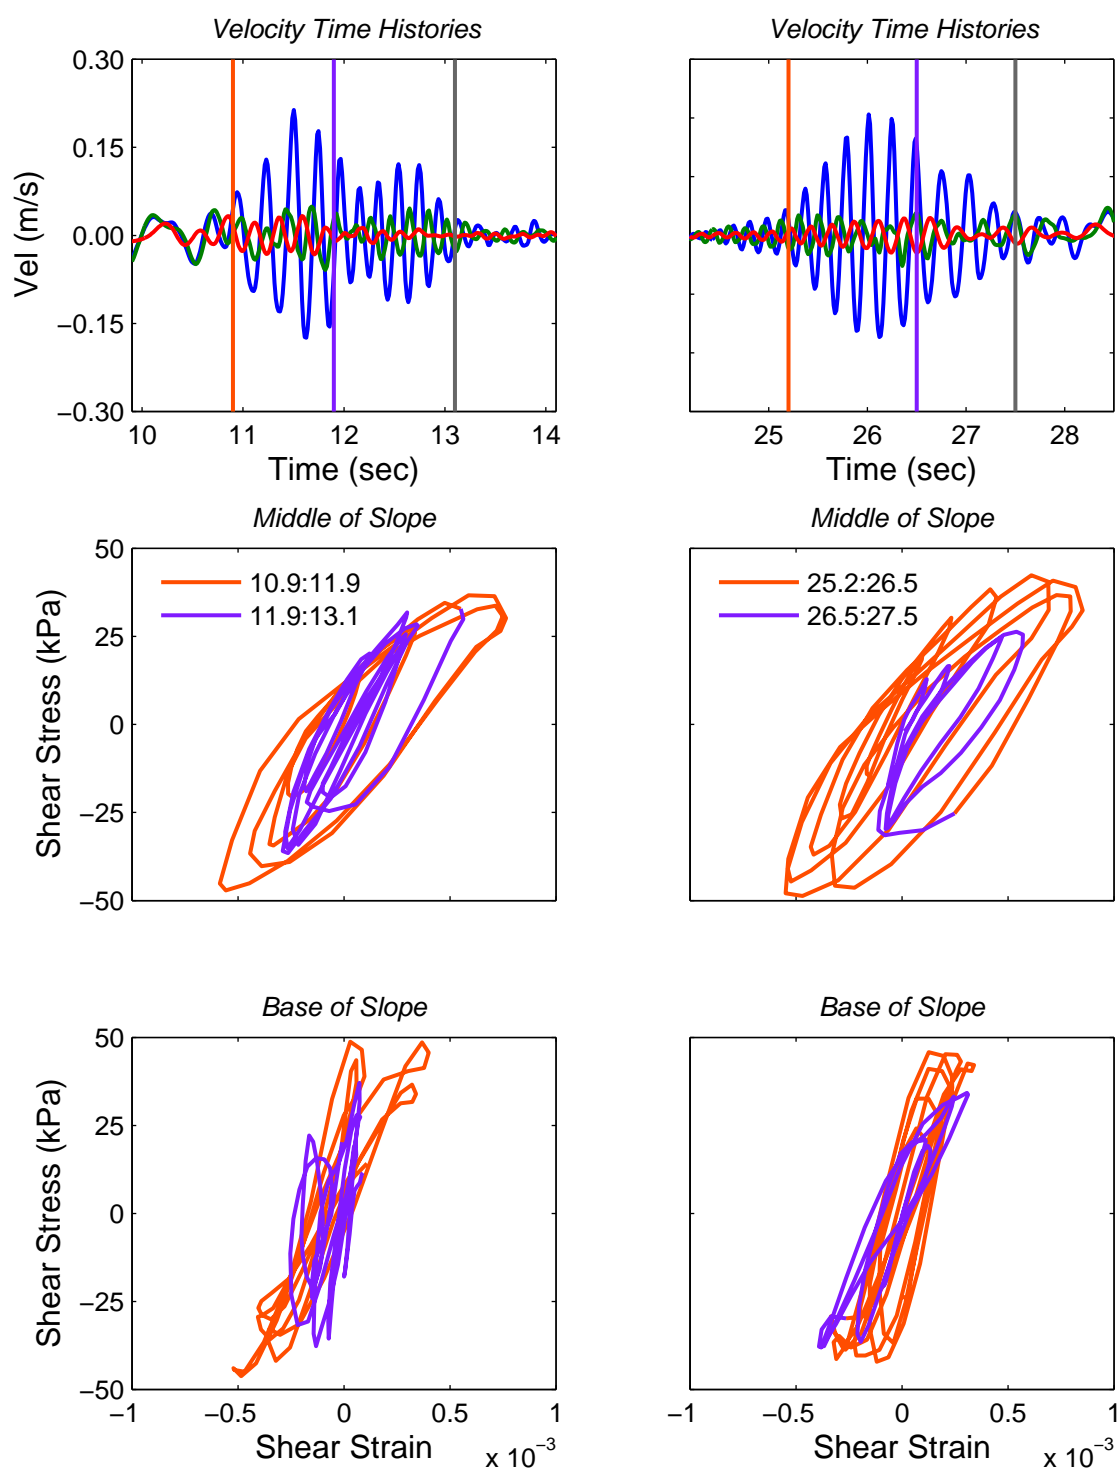 Velocity Time Histories
Velocity Time Histories
Vel (m/s)
0.30
0.15
0.00
−0.15
−0.30
10 11 12 13 14
25 26 27 28
Time (sec)
Time (sec)
Middle of Slope
Middle of Slope
Shear Stress (kPa)
50
25
0
−25
−50
10.9:11.9
11.9:13.1
25.2:26.5
26.5:27.5
Base of Slope
Base of Slope
Shear Stress (kPa)
50
25
0
−25
−50
−1 −0.5 0 0.5 1
−1 −0.5 0 0.5 1
Shear Strain x 10⁻³
Shear Strain x 10⁻³